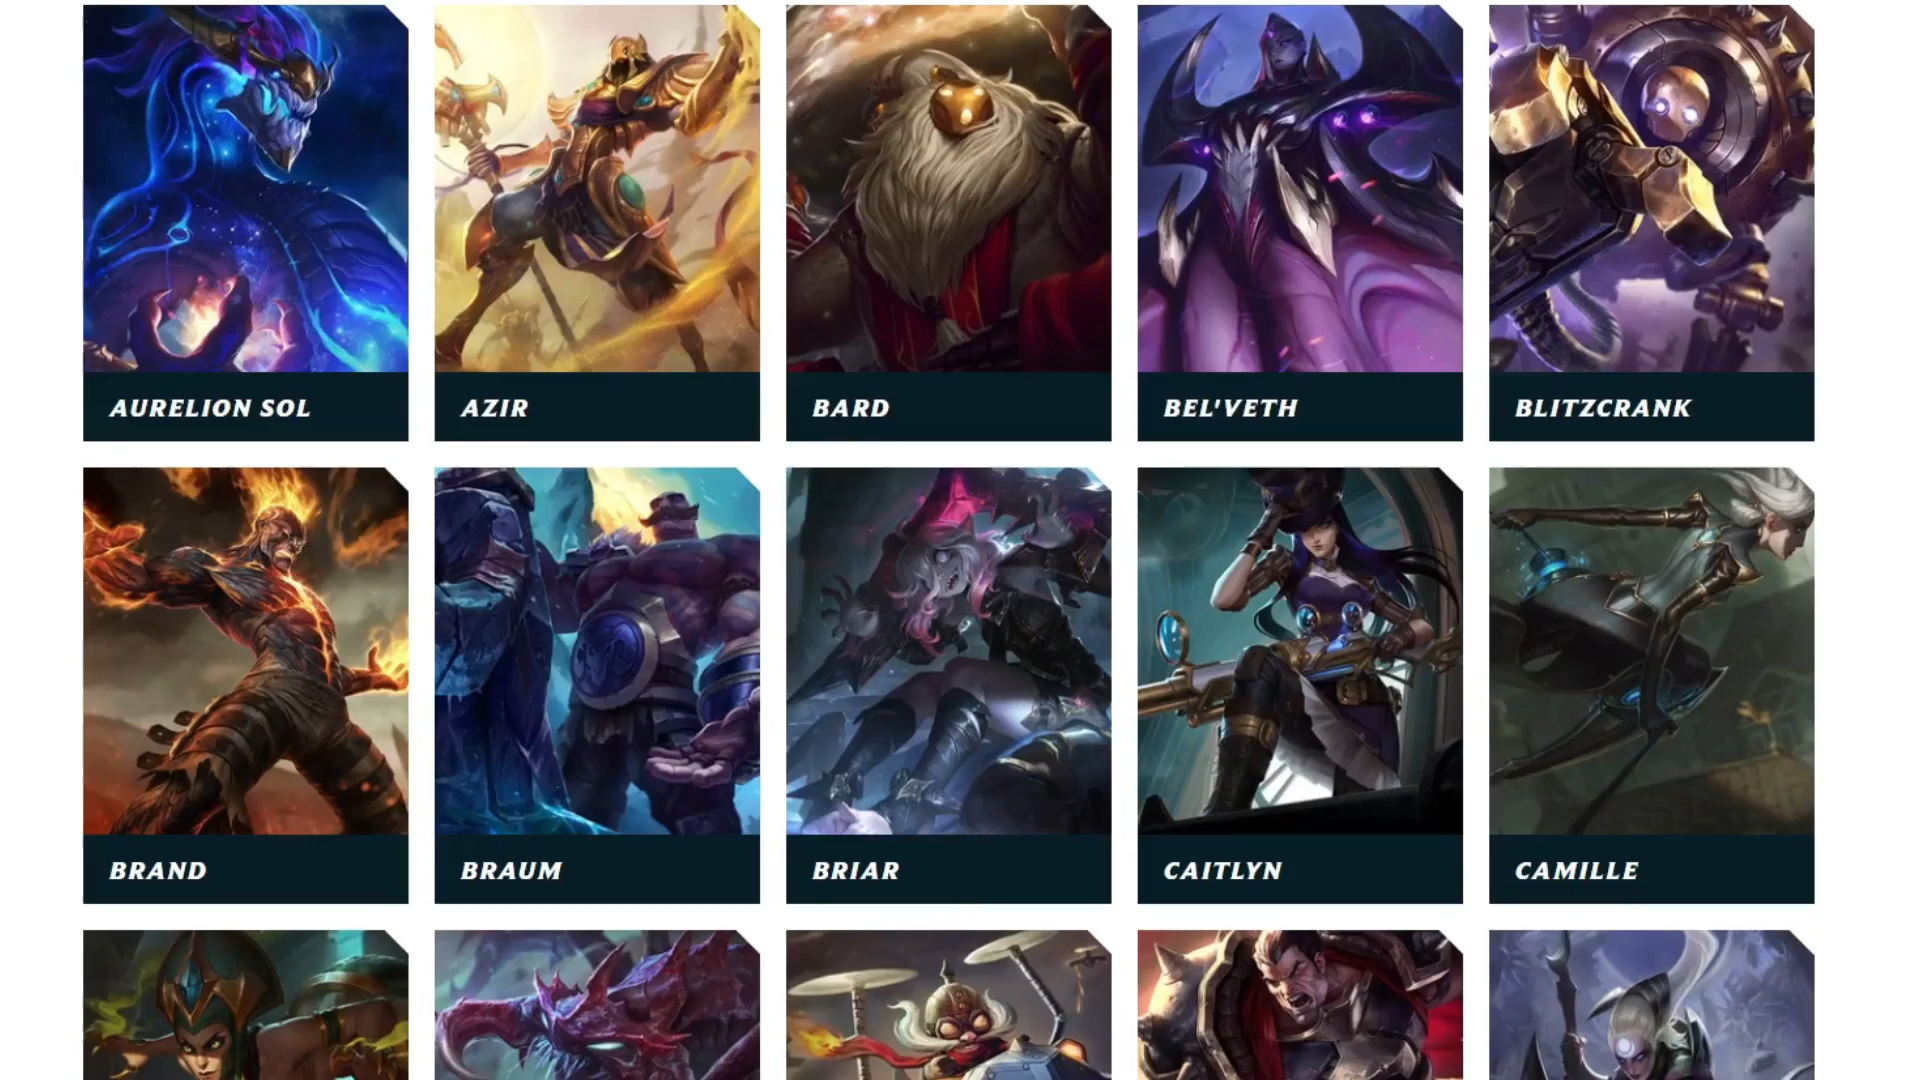 AURELION SOL
AZIR
BARD
BEL'VETH
BLITZCRANK
BRAND
BRAUM
BRIAR
CAITLYN
CAMILLE